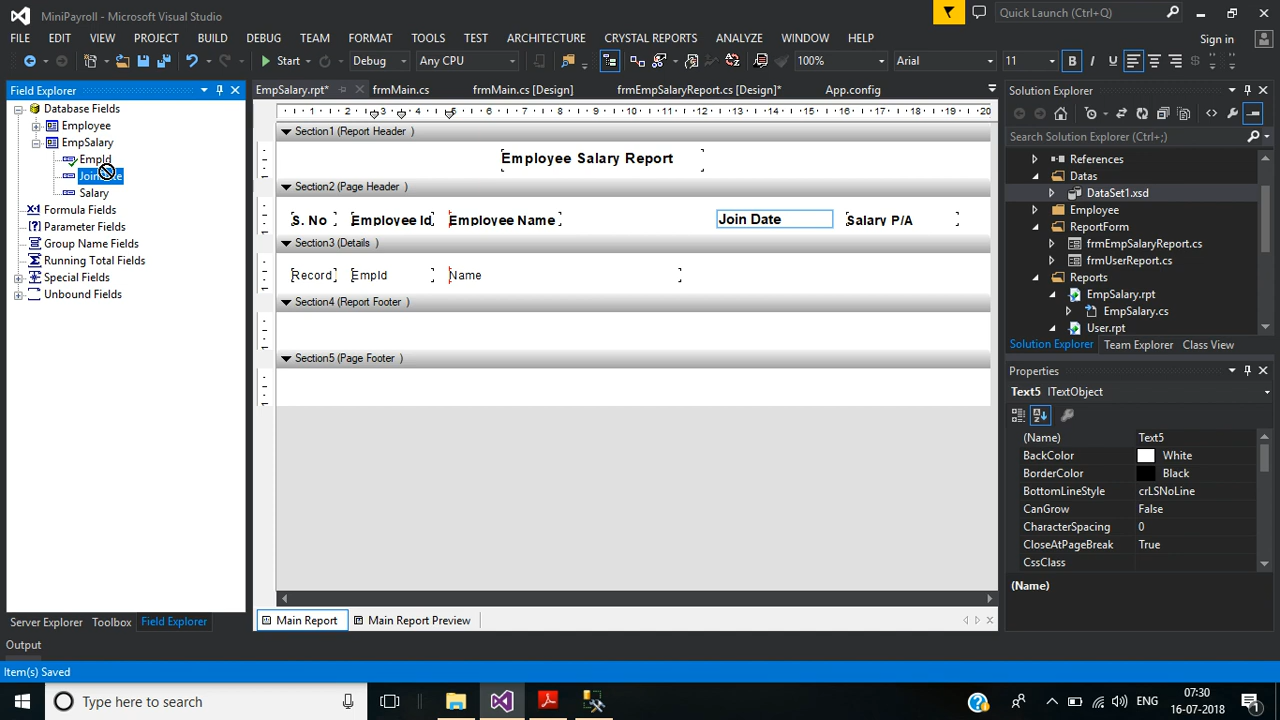 MiniPayroll - Microsoft Visual Studio
Quick Launch (Ctrl+Q)
FILE EDIT VIEW PROJECT BUILD DEBUG TEAM FORMAT TOOLS TEST ARCHITECTURE CRYSTAL REPORTS ANALYZE WINDOW HELP
Sign in
Start Debug Any CPU 100% Arial 11 B I U
Field Explorer
Database Fields
Employee
EmpSalary
EmpId
Salary
Formula Fields
Parameter Fields
Group Name Fields
Running Total Fields
Special Fields
Unbound Fields
Server Explorer Toolbox Field Explorer
EmpSalary.rpt* frmMain.cs frmMain.cs [Design] frmEmpSalaryReport.cs [Design]* App.config
Section1 (Report Header )
Employee Salary Report
Section2 (Page Header )
S. No Employee Id Employee Name Join Date Salary P/A
Section3 (Details )
Record EmpId Name
Section4 (Report Footer )
Section5 (Page Footer )
Main Report Main Report Preview
Solution Explorer
Search Solution Explorer (Ctrl+;)
References
Datas
DataSet1.xsd
Employee
ReportForm
frmEmpSalaryReport.cs
frmUserReport.cs
Reports
EmpSalary.rpt
EmpSalary.cs
User.rpt
Solution Explorer Team Explorer Class View
Properties
Text5 ITextObject
(Name) Text5
BackColor White
BorderColor Black
BottomLineStyle crLSNoLine
CanGrow False
CharacterSpacing 0
CloseAtPageBreak True
CssClass
(Name)
Output
Item(s) Saved
Type here to search
ENG
07:30
16-07-2018